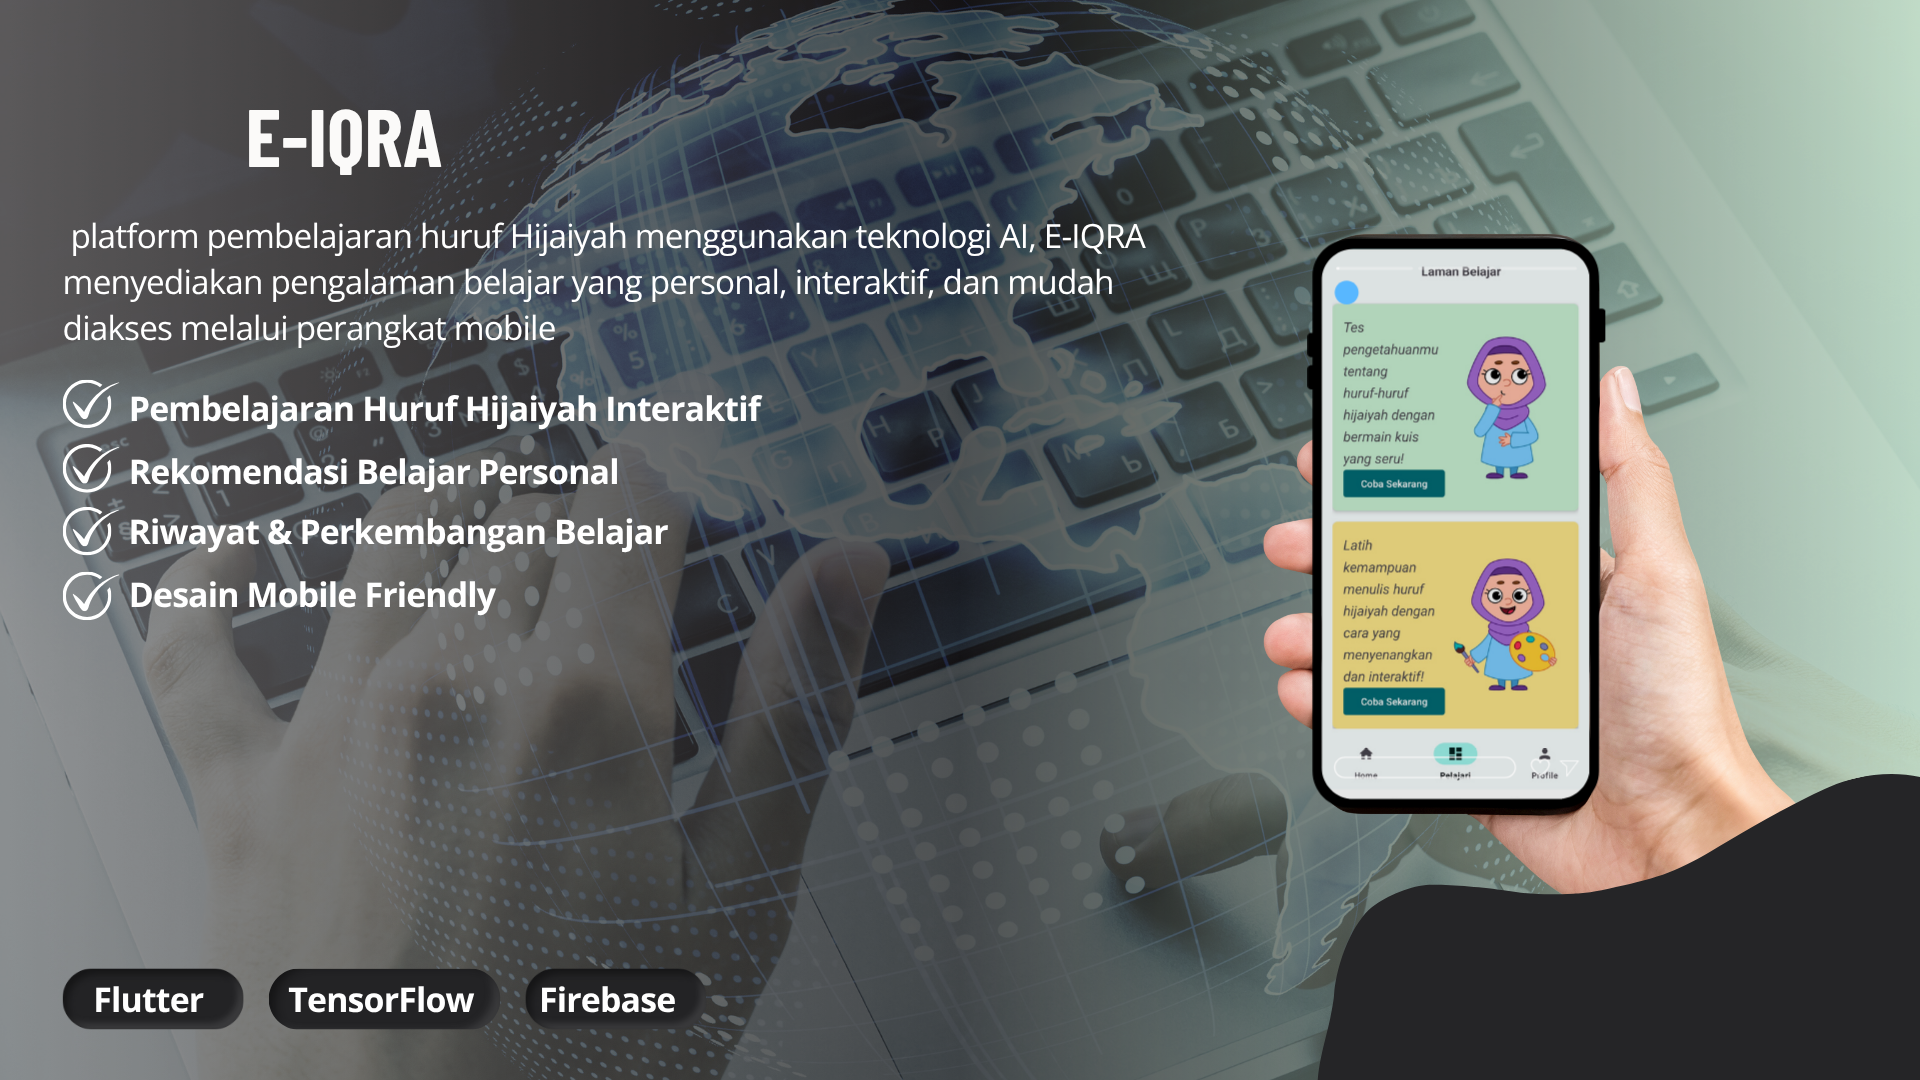 E-IQRA
platform pembelajaran huruf Hijaiyah menggunakan teknologi AI, E-IQRA
menyediakan pengalaman belajar yang personal, interaktif, dan mudah
diakses melalui perangkat mobile
Pembelajaran Huruf Hijaiyah Interaktif
Rekomendasi Belajar Personal
Riwayat & Perkembangan Belajar
Desain Mobile Friendly
Flutter
TensorFlow
Firebase
Laman Belajar
Tes
pengetahuanmu
tentang
huruf-huruf
hijaiyah dengan
bermain kuis
yang seru!
Coba Sekarang
Latih
kemampuan
menulis huruf
hijaiyah dengan
cara yang
menyenangkan
dan interaktif!
Coba Sekarang
Home
Pelajari
Profile